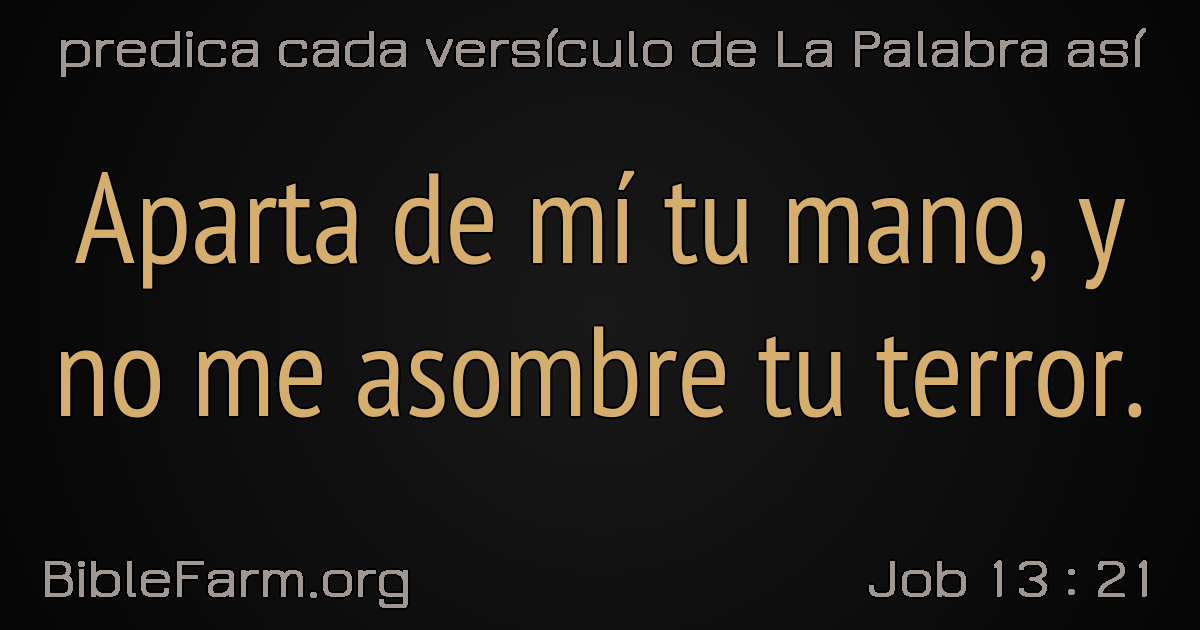 predica cada versículo de La Palabra así
Aparta de mí tu mano, y
no me asombre tu terror.
BibleFarm.org
Job 13 : 21